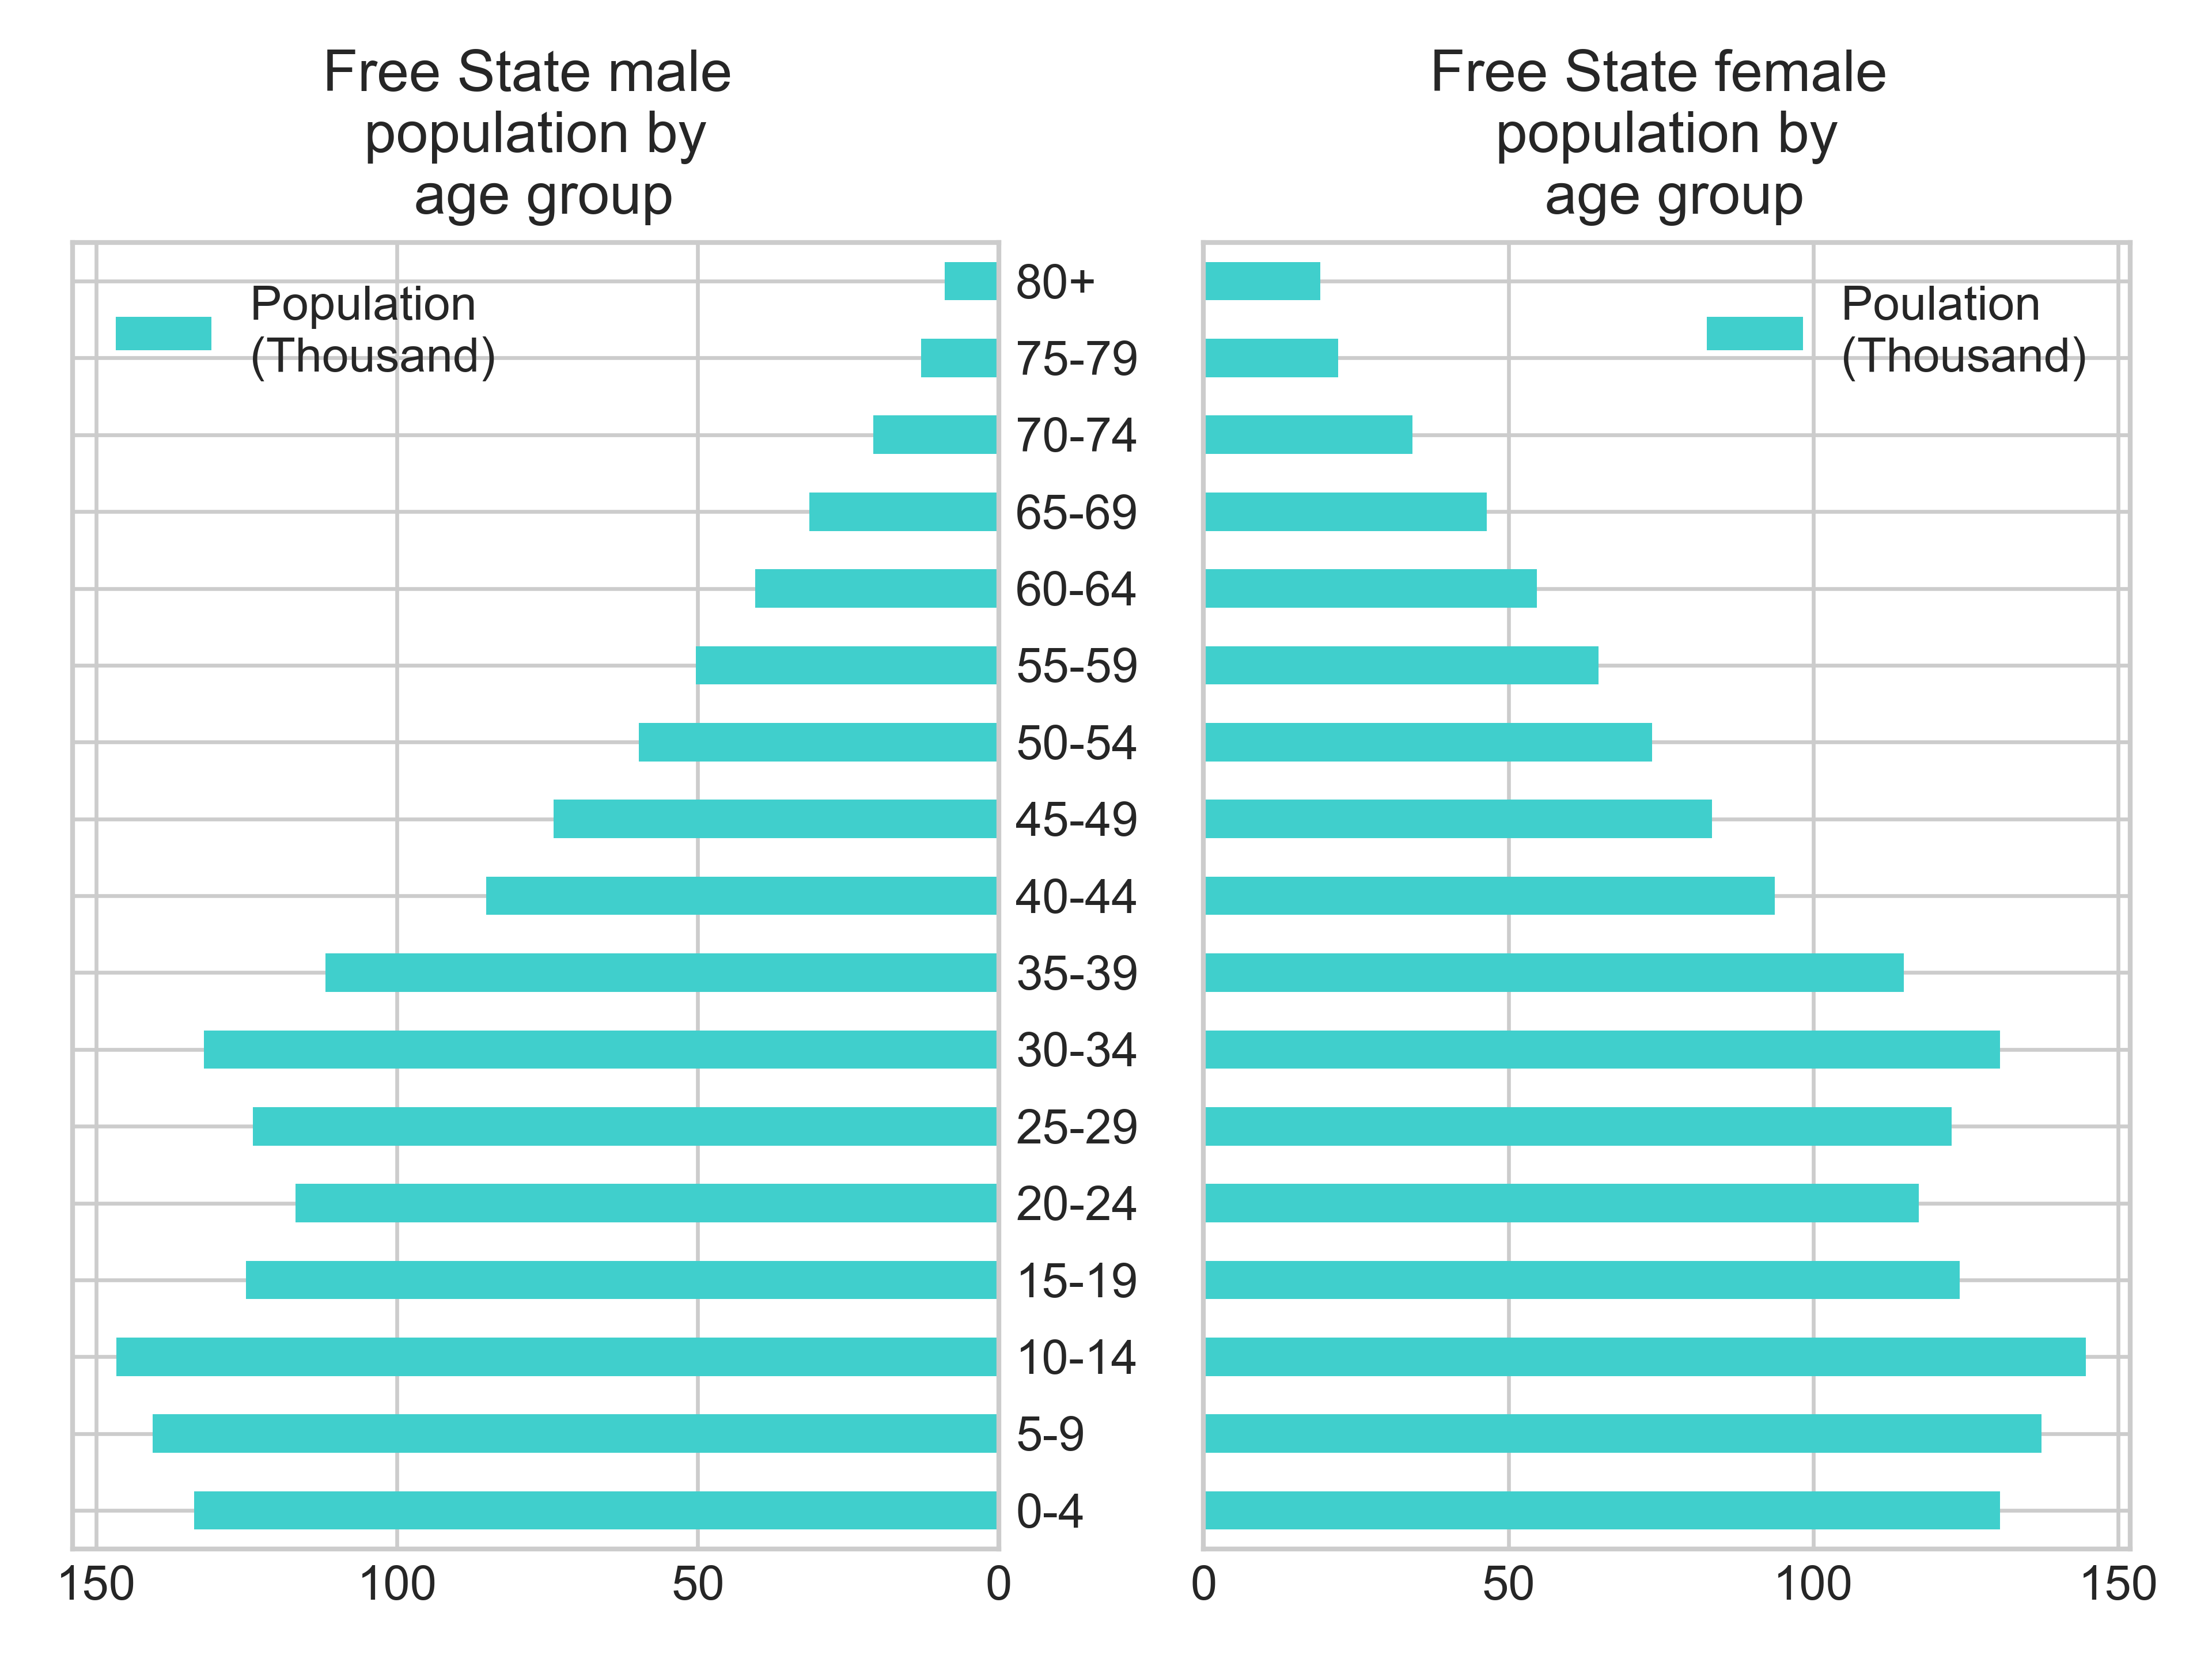 Free State male
population by
age group
Population
(Thousand)
80+
75-79
70-74
65-69
60-64
55-59
50-54
45-49
40-44
35-39
30-34
25-29
20-24
15-19
10-14
5-9
0-4
150 100 50 0
Free State female
population by
age group
Poulation
(Thousand)
0 50 100 150